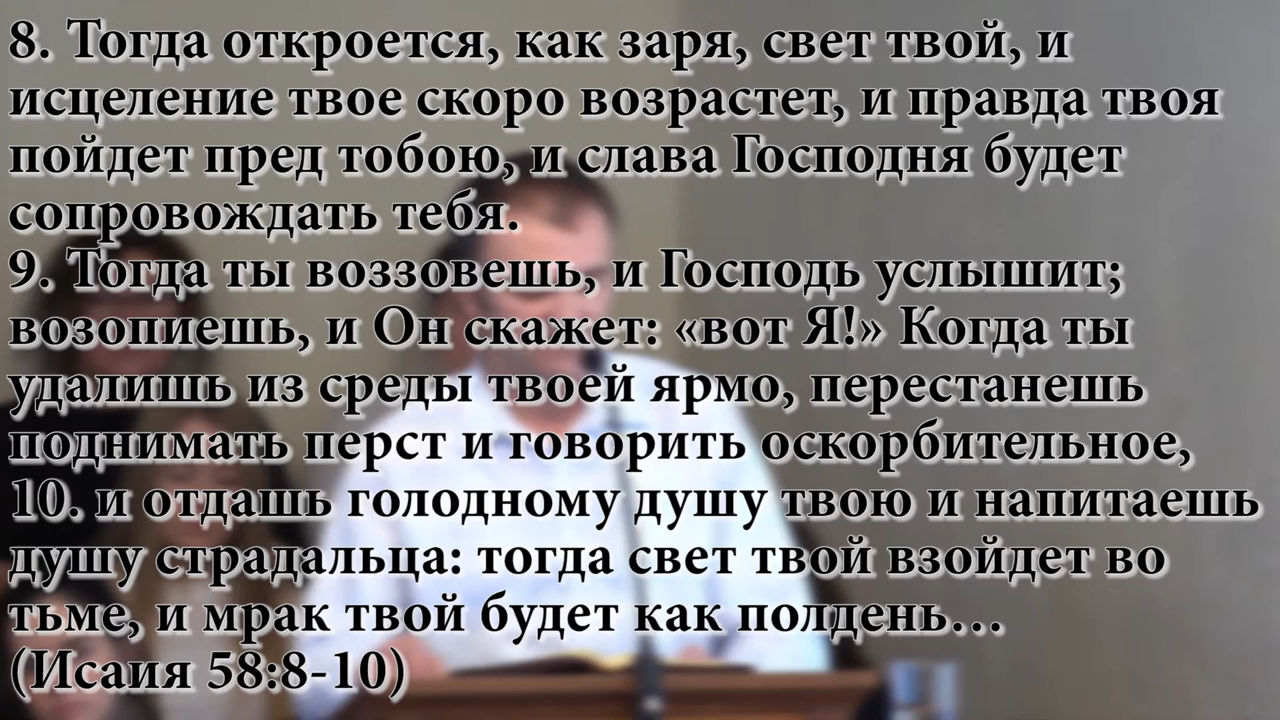 8. Тогда откроется, как заря, свет твой, и
исцеление твое скоро возрастет, и правда твоя
пойдет пред тобою, и слава Господня будет
сопровождать тебя.
9. Тогда ты воззовешь, и Господь услышит;
возопиешь, и Он скажет: «вот Я!» Когда ты
удалишь из среды твоей ярмо, перестанешь
поднимать перст и говорить оскорбительное,
10. и отдашь голодному душу твою и напитаешь
душу страдальца: тогда свет твой взойдет во
тьме, и мрак твой будет как полдень…
(Исаия 58:8-10)